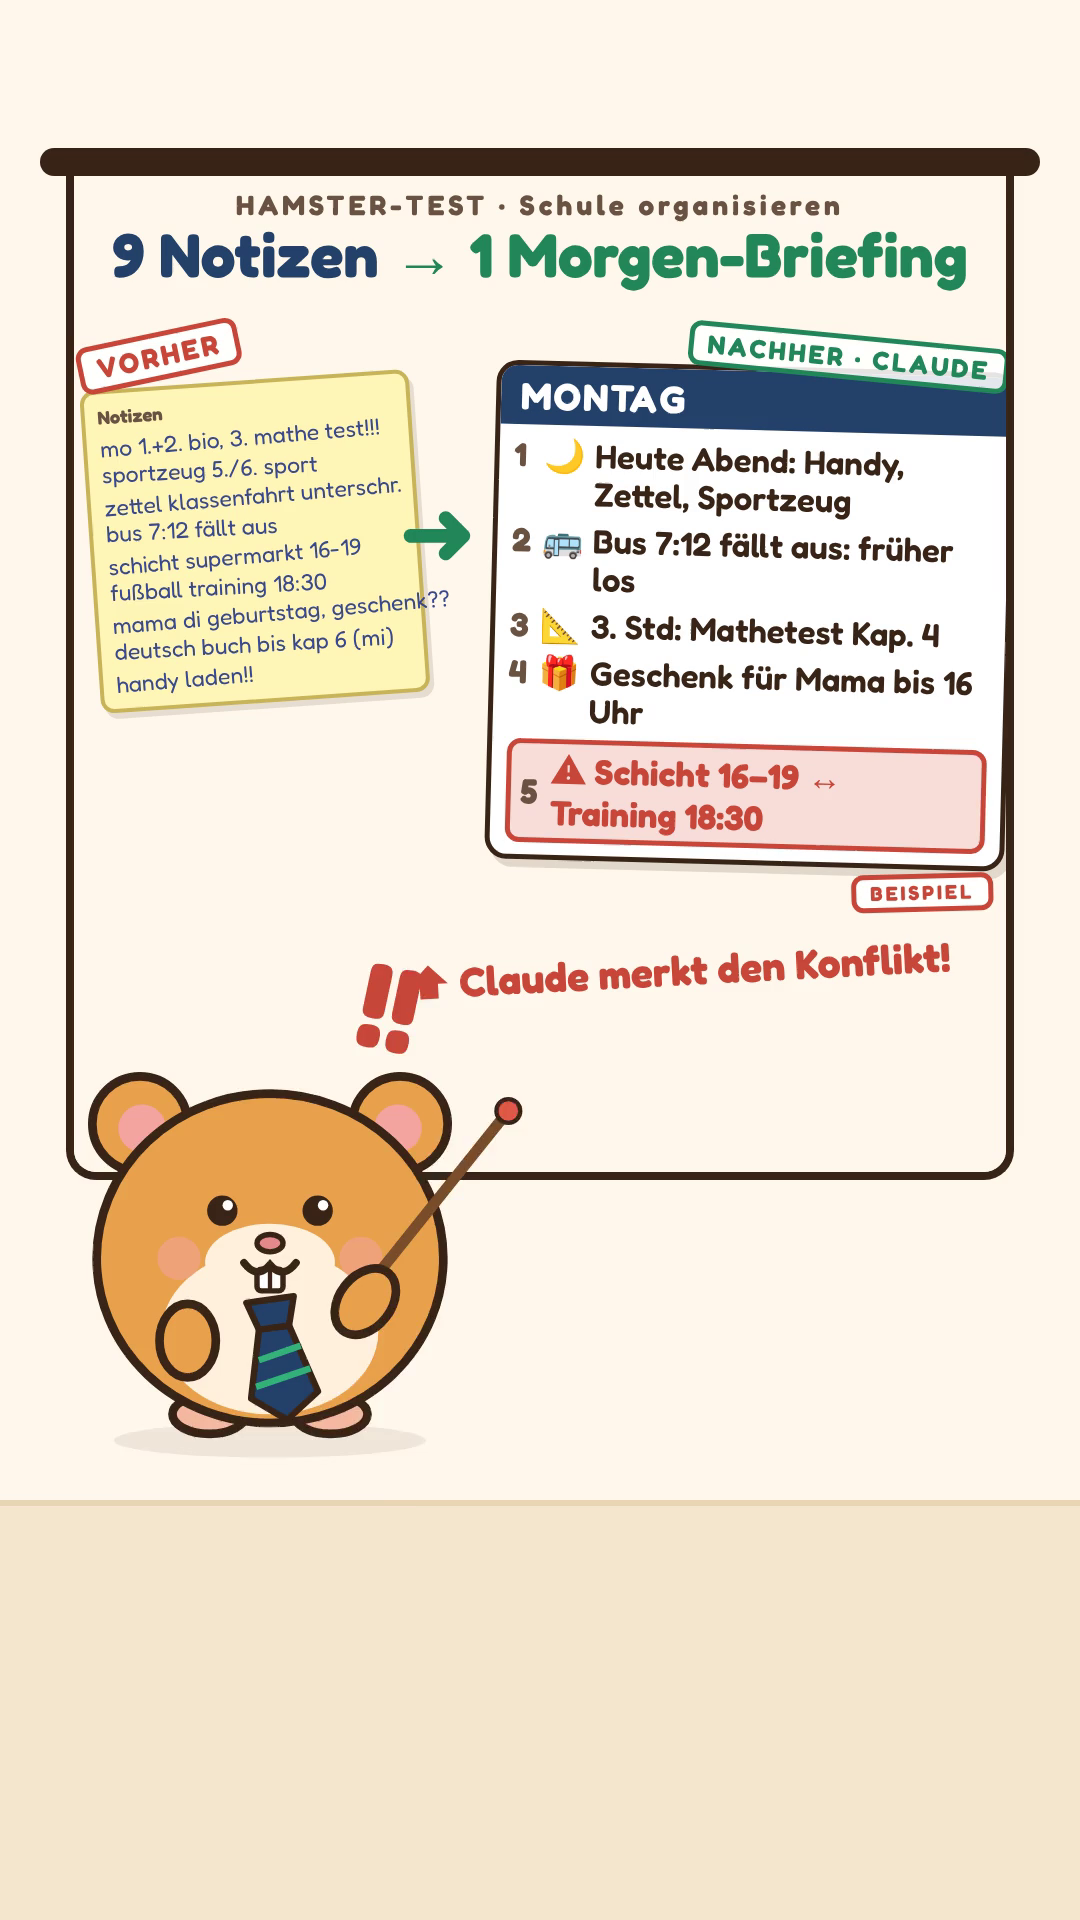 HAMSTER-TEST · Schule organisieren
9 Notizen → 1 Morgen-Briefing
VORHER
Notizen
mo 1.+2. bio, 3. mathe test!!!
sportzeug 5./6. sport
zettel klassenfahrt unterschr.
bus 7:12 fällt aus
schicht supermarkt 16-19
fußball training 18:30
mama di geburtstag, geschenk??
deutsch buch bis kap 6 (mi)
handy laden!!
NACHHER · CLAUDE
MONTAG
1 🌙 Heute Abend: Handy,
Zettel, Sportzeug
2 🚌 Bus 7:12 fällt aus: früher
los
3 📐 3. Std: Mathetest Kap. 4
4 🎁 Geschenk für Mama bis 16
Uhr
5 ⚠ Schicht 16–19 ↔
Training 18:30
BEISPIEL
!!
⬆ Claude merkt den Konflikt!